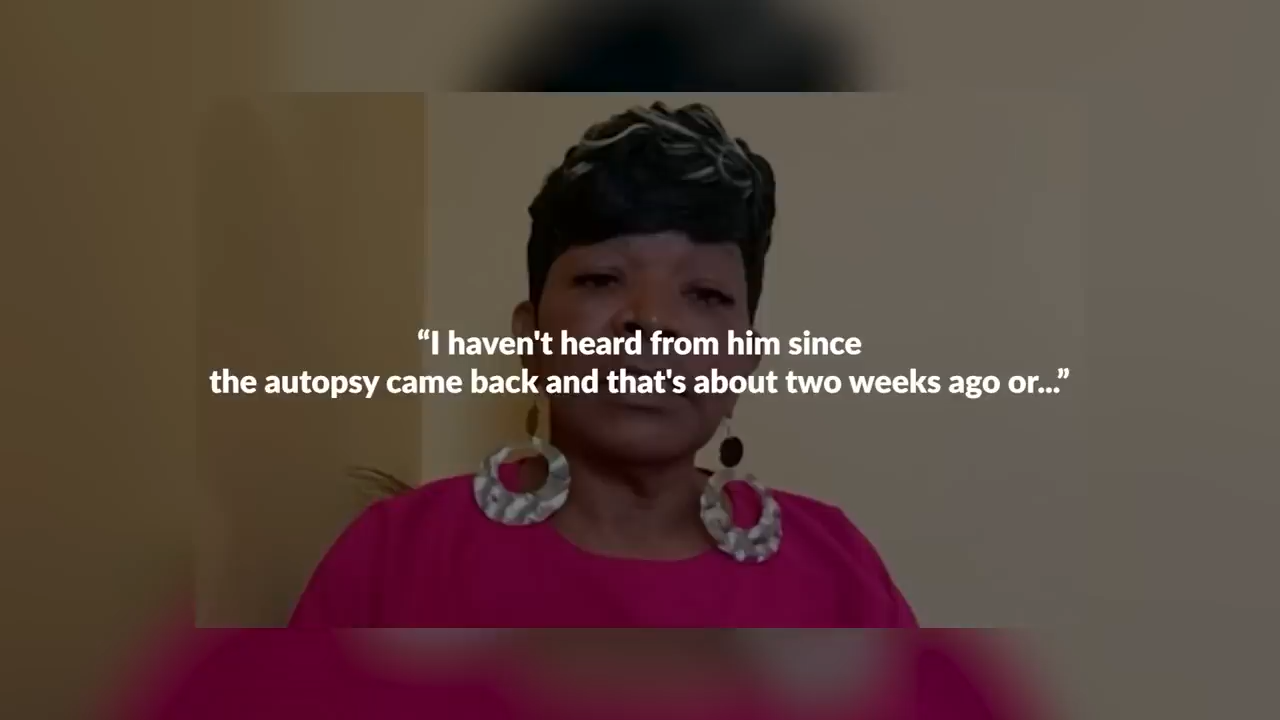 “I haven't heard from him since
the autopsy came back and that's about two weeks ago or...”